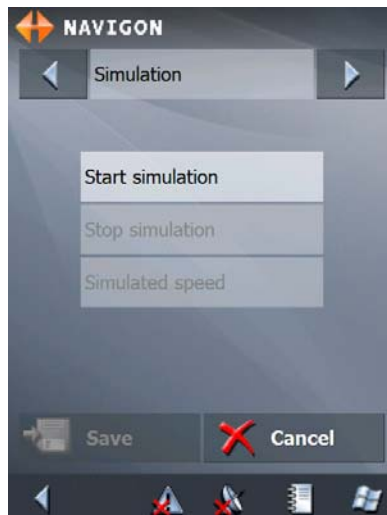 NAVIGON
Simulation
Start simulation
Stop simulation
Simulated speed
Save
Cancel